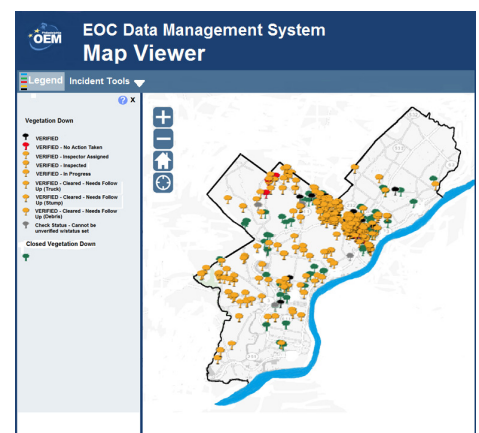 Philadelphia
OEM
EOC Data Management System
Map Viewer
Legend Incident Tools
? X
Vegetation Down
VERIFIED
VERIFIED - No Action Taken
VERIFIED - Inspector Assigned
VERIFIED - Inspected
VERIFIED - In Progress
VERIFIED - Cleared - Needs Follow
Up (Truck)
VERIFIED - Cleared - Needs Follow
Up (Stump)
VERIFIED - Cleared - Needs Follow
Up (Debris)
Check Status - Cannot be
unverified w/status set.
Closed Vegetation Down